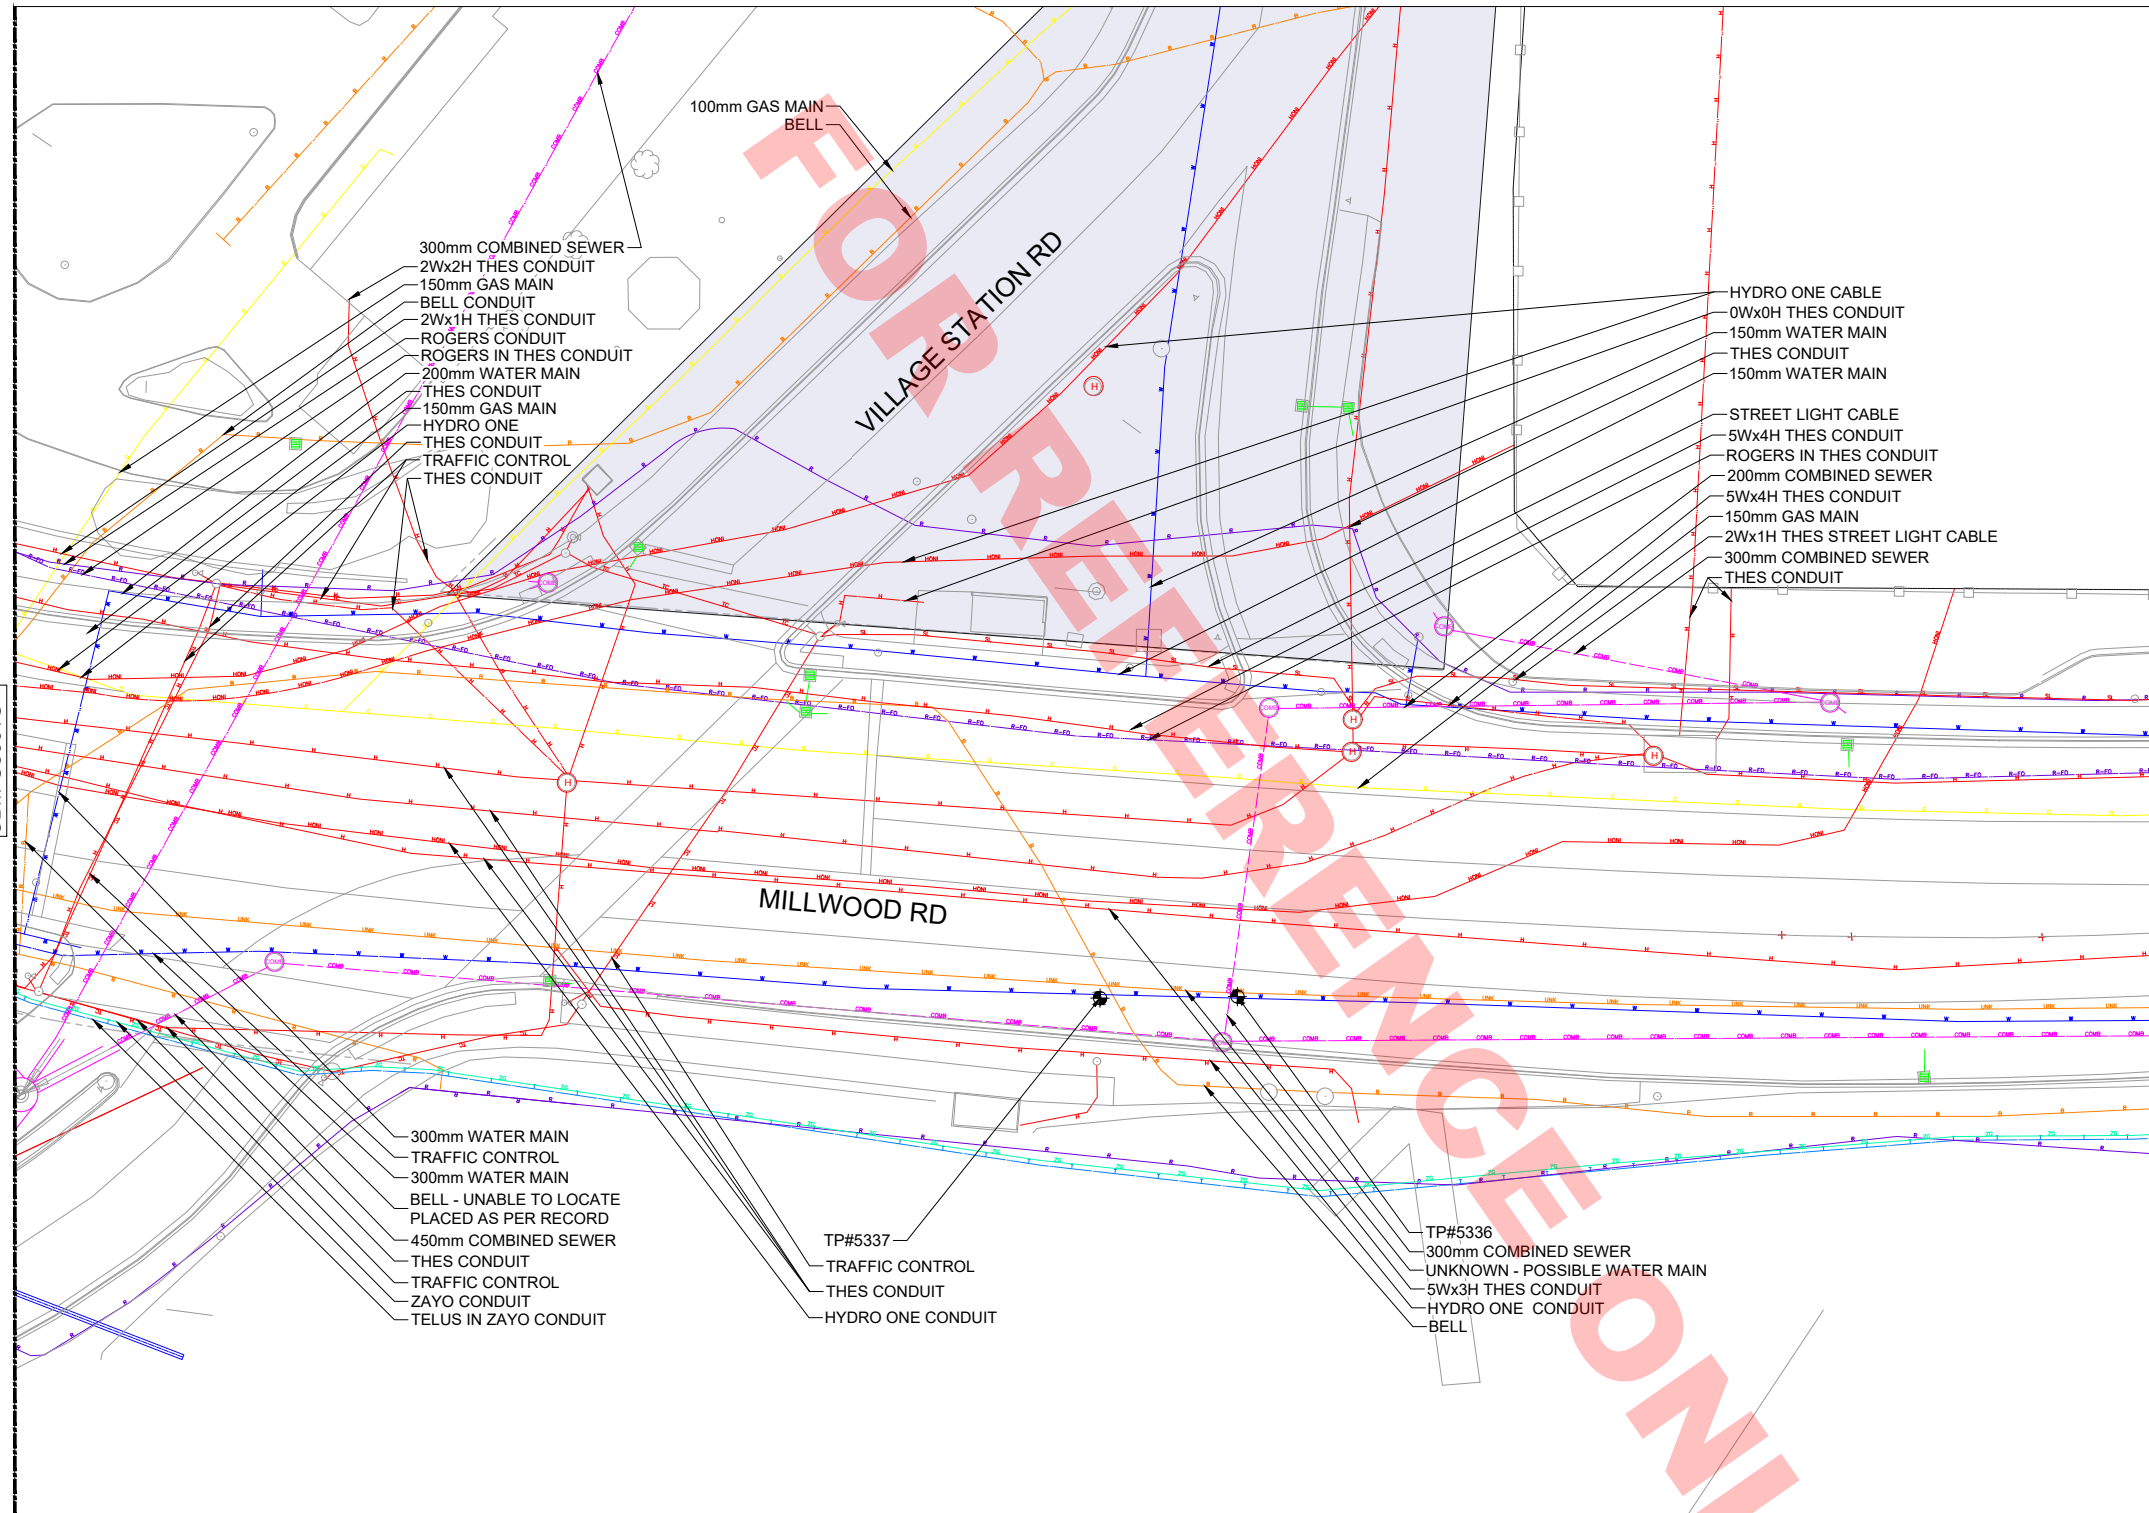 100mm GAS MAIN
BELL
300mm COMBINED SEWER
2Wx2H THES CONDUIT
150mm GAS MAIN
BELL CONDUIT
2Wx1H THES CONDUIT
ROGERS CONDUIT
ROGERS IN THES CONDUIT
200mm WATER MAIN
THES CONDUIT
150mm GAS MAIN
HYDRO ONE
THES CONDUIT
TRAFFIC CONTROL
THES CONDUIT
VILLAGE STATION RD
HYDRO ONE CABLE
0Wx0H THES CONDUIT
150mm WATER MAIN
THES CONDUIT
150mm WATER MAIN
STREET LIGHT CABLE
5Wx4H THES CONDUIT
ROGERS IN THES CONDUIT
200mm COMBINED SEWER
5Wx4H THES CONDUIT
150mm GAS MAIN
2Wx1H THES STREET LIGHT CABLE
300mm COMBINED SEWER
THES CONDUIT
MILLWOOD RD
300mm WATER MAIN
TRAFFIC CONTROL
300mm WATER MAIN
BELL - UNABLE TO LOCATE
PLACED AS PER RECORD
450mm COMBINED SEWER
THES CONDUIT
TRAFFIC CONTROL
ZAYO CONDUIT
TELUS IN ZAYO CONDUIT
TP#5337
TRAFFIC CONTROL
THES CONDUIT
HYDRO ONE CONDUIT
TP#5336
300mm COMBINED SEWER
UNKNOWN - POSSIBLE WATER MAIN
5Wx3H THES CONDUIT
HYDRO ONE CONDUIT
BELL
FOR REFERENCE ONL